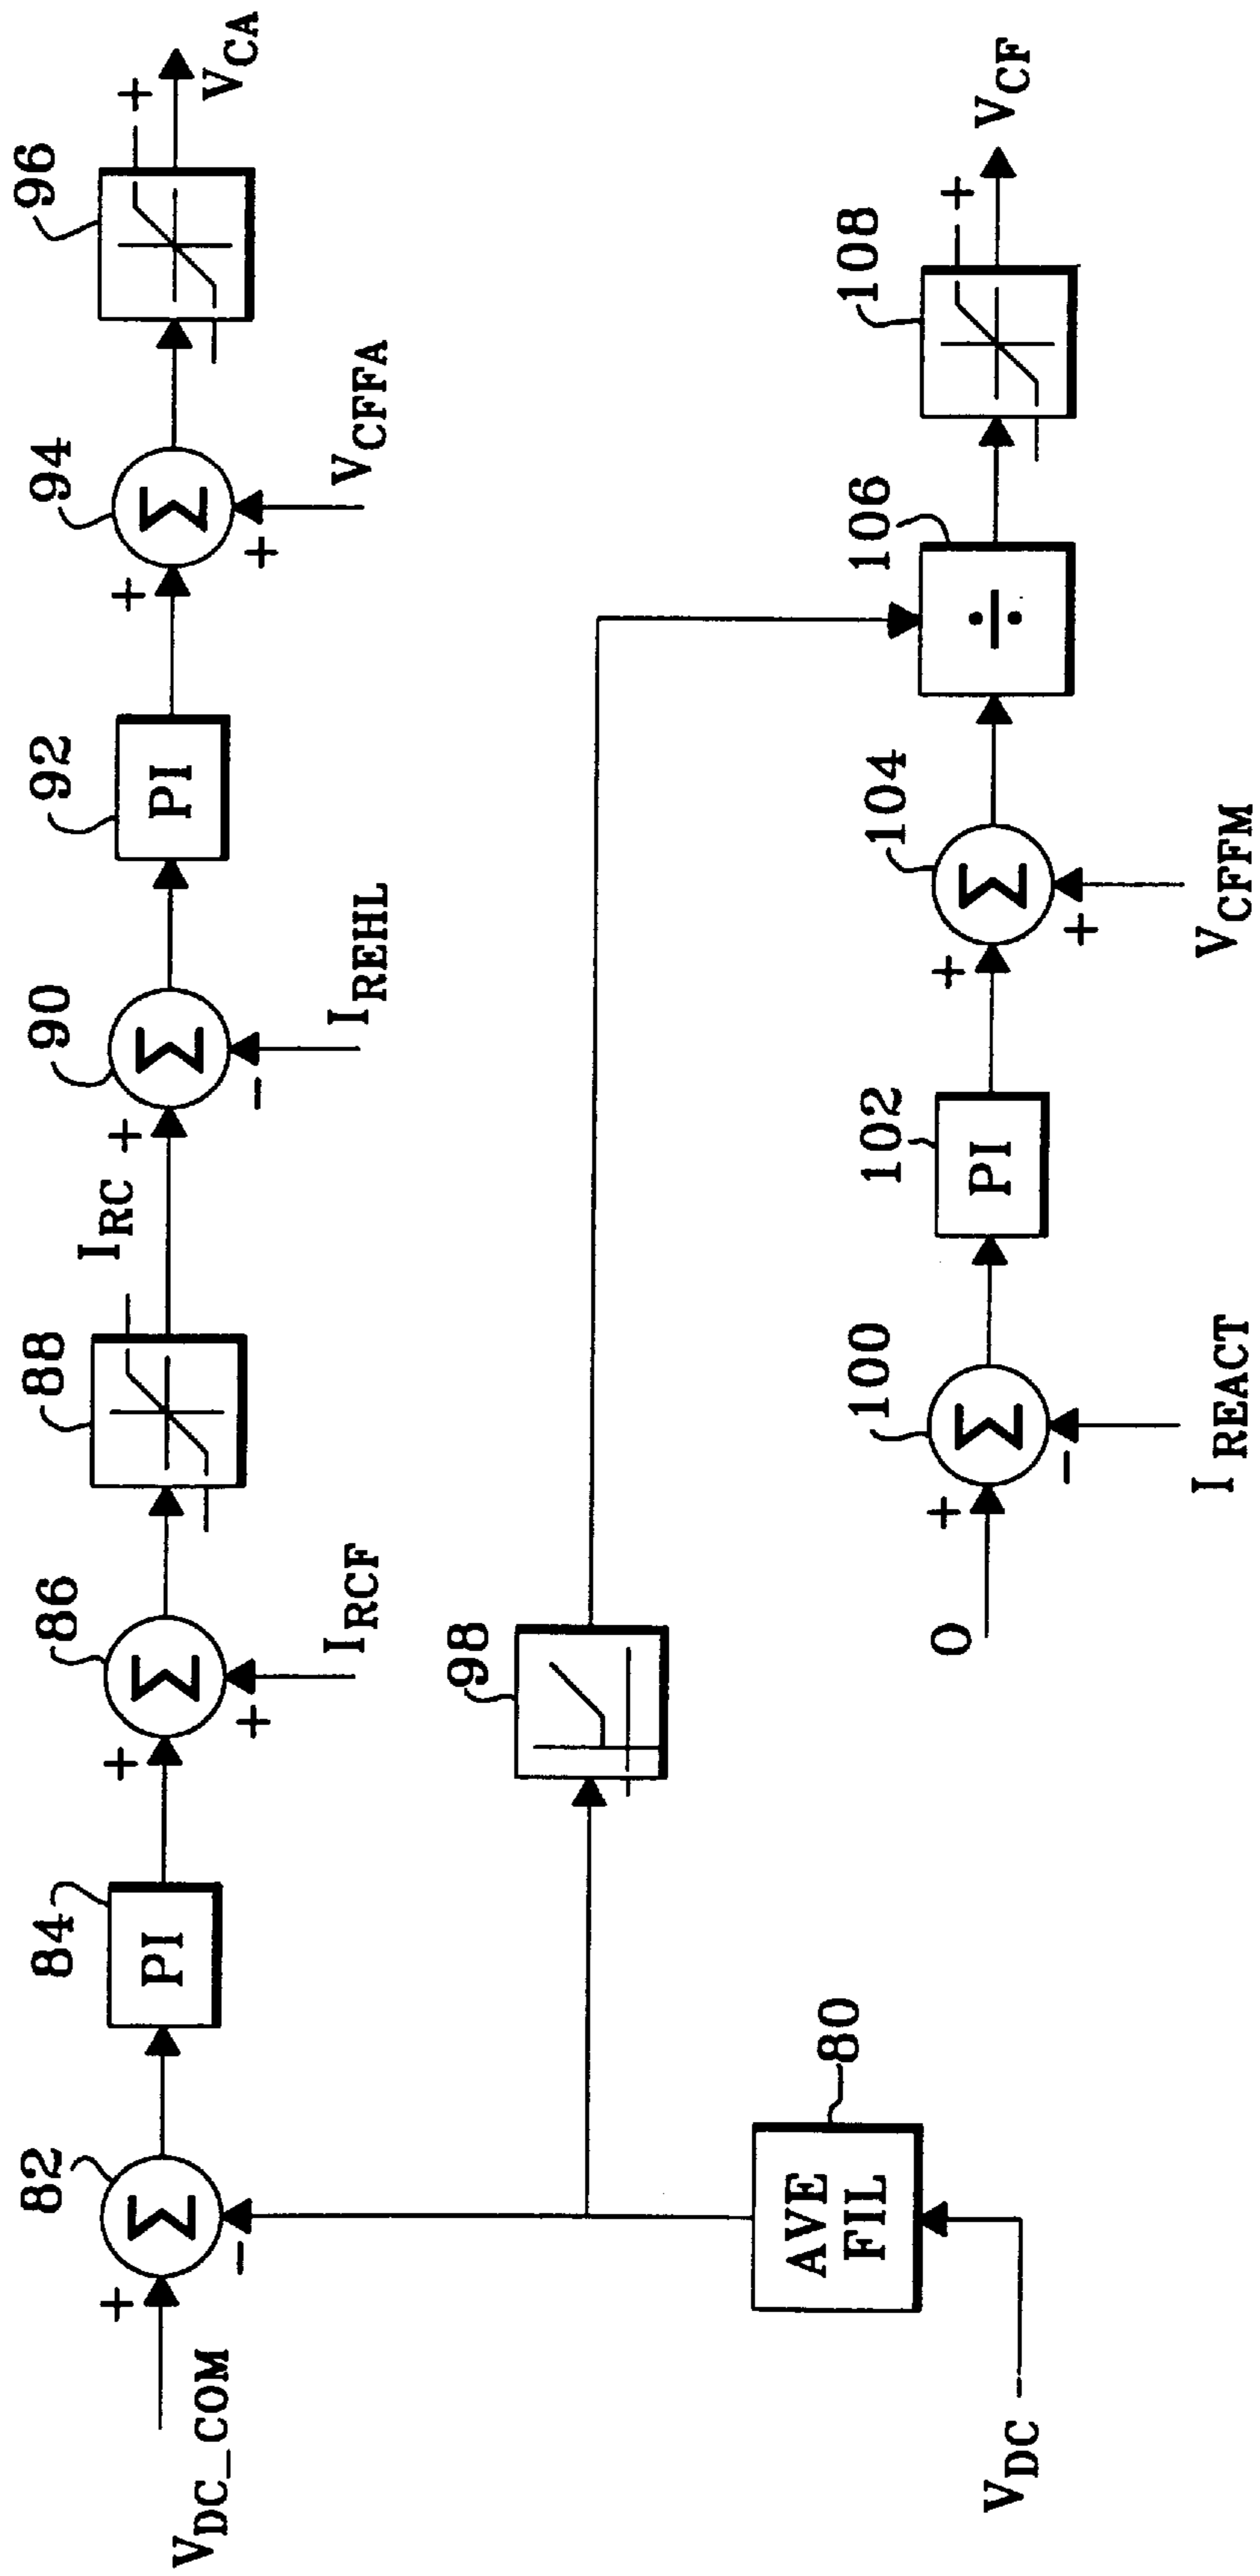 V_DC_COM
+
-
82
Σ
84
PI
+
+
86
Σ
I_RCF
88
I_RC
+
-
90
Σ
I_REHL
92
PI
+
+
94
Σ
V_CFFA
96
+
V_CA
V_DC
AVE
FIL
80
98
0
+
-
100
Σ
I_REACT
102
PI
+
+
104
Σ
V_CFFM
106
÷
108
+
V_CF